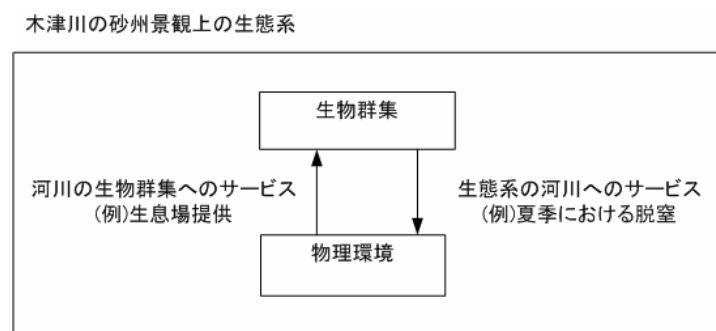 木津川の砂州景観上の生態系
生物群集
河川の生物群集へのサービス
(例)生息場提供
生態系の河川へのサービス
(例)夏季における脱窒
物理環境